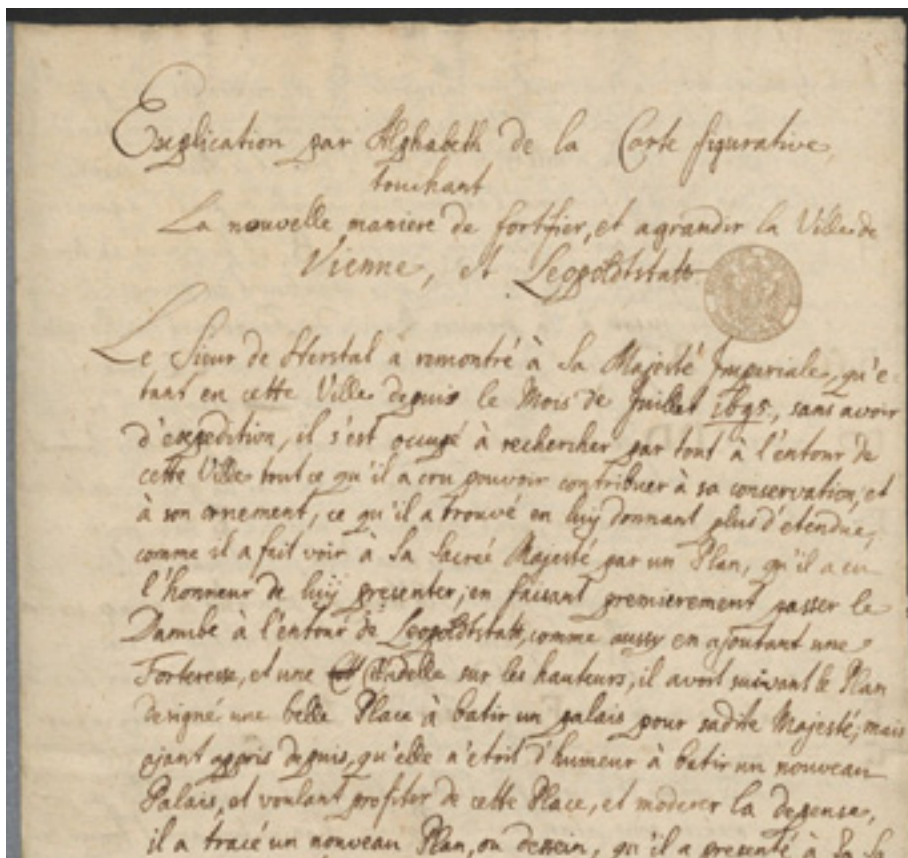 Explication par Alphabeth de la Carte figurative,
touchant
La nouvelle maniere de fortifier, et agrandir la Ville de
Vienne, et Leopoldtstatt.
Le Sieur de Herstal a remontré à Sa Majesté Imperiale, qu'e-
tant en cette Ville depuis le Mois de Juillet 1695., sans avoir
d'expedition, il s'est occupé à rechercher par tout à l'entour de
cette Ville tout ce qu'il a cru pouvoir contribuer à sa conservation, et
à son ornement, ce qu'il a trouvé en luy donnant plus d'etendue,
comme il a fait voir à Sa Sacreé Majesté par un Plan, qu'il a eu
l'honneur de luy presenter, en faisant premierement passer le
Danube à l'entour de Leopoldtstatt, comme aussy en ajoutant une
Forteresse, et une Citadelle sur les hauteurs, il avoit suivant le Plan
designé une belle Place à batir un palais pour sadite Majesté, mais
ajant appris depuis, qu'elle n'etoit d'humeur à batir un nouveau
Palais, et voulant profiter de cette Place, et moderer la depense,
il a tracé un nouveau Plan, ou dessein, qu'il a presenté à Sa Sa